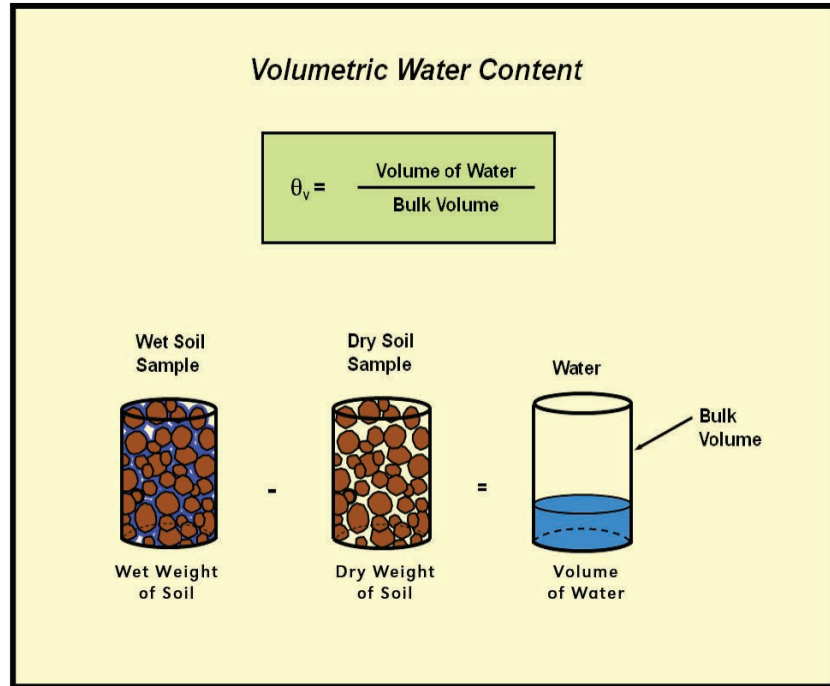 Volumetric Water Content
θv = Volume of Water
Bulk Volume
Wet Soil
Sample
Dry Soil
Sample
Water
Bulk
Volume
-
=
Wet Weight
of Soil
Dry Weight
of Soil
Volume
of Water